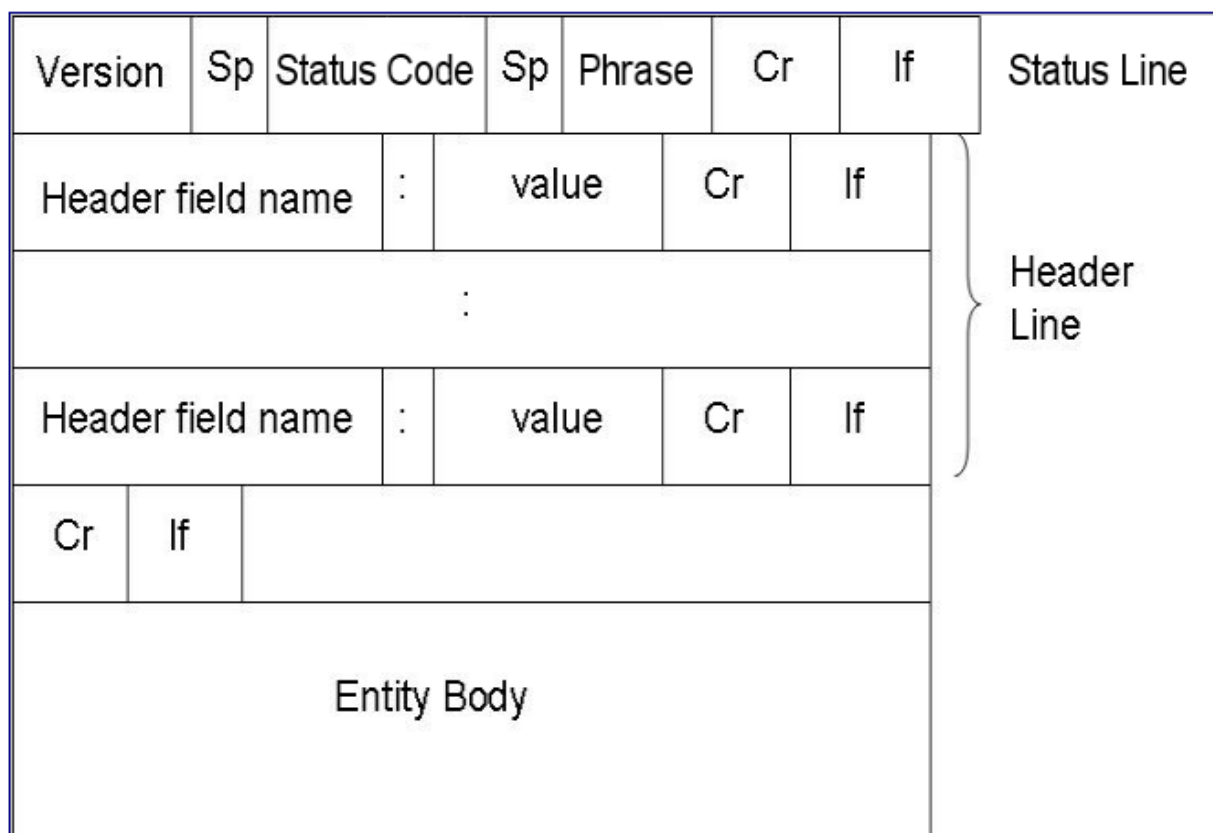 Version Sp Status Code Sp Phrase Cr lf Status Line
Header field name : value Cr lf
:
Header Line
Header field name : value Cr lf
Cr lf
Entity Body